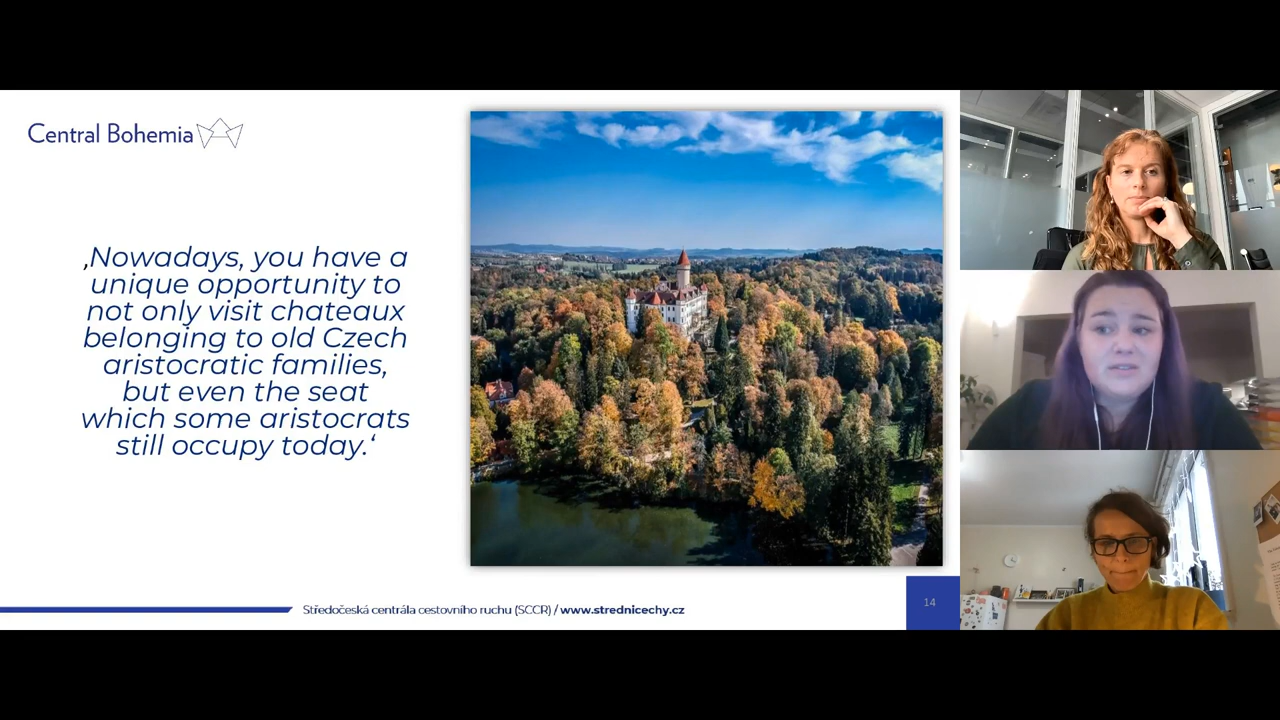 Central Bohemia
‚Nowadays, you have a
unique opportunity to
not only visit chateaux
belonging to old Czech
aristocratic families,
but even the seat
which some aristocrats
still occupy today.‘
Středočeská centrála cestovního ruchu (SCCR) / www.strednicechy.cz
14